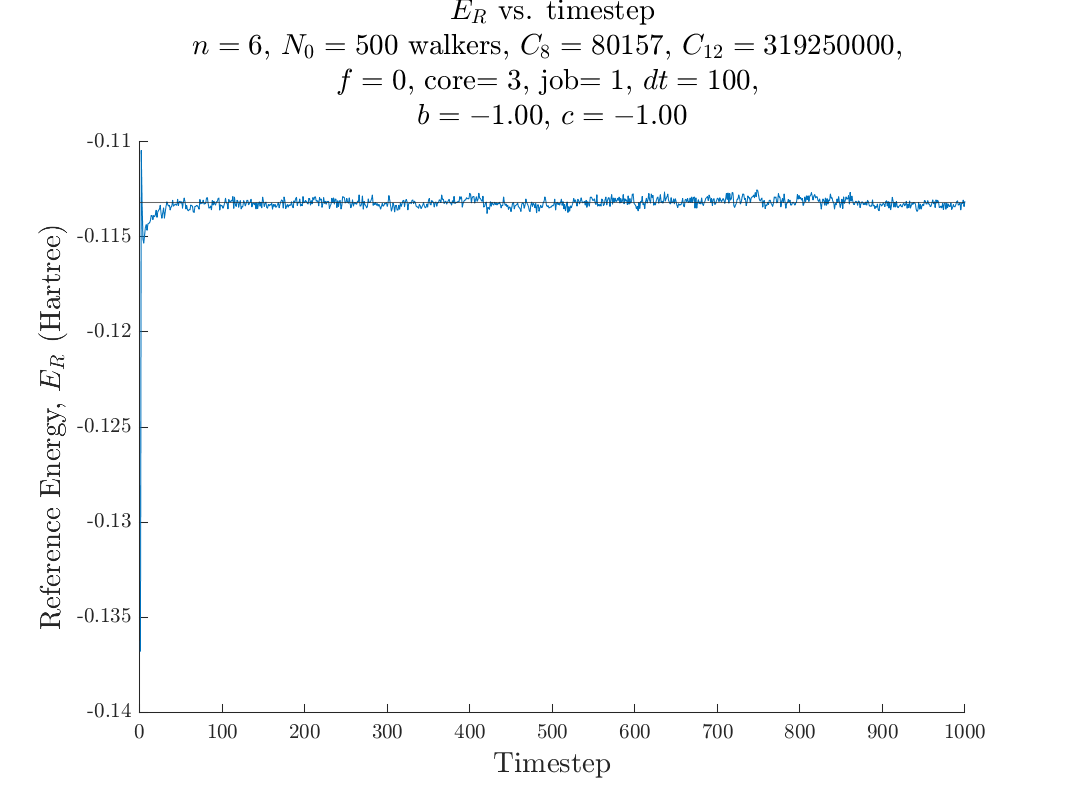 E_R vs. timestep
n = 6, N_0 = 500 walkers, C_8 = 80157, C_12 = 319250000,
f = 0, core= 3, job= 1, dt = 100,
b = −1.00, c = −1.00
Reference Energy, E_R (Hartree)
-0.11
-0.115
-0.12
-0.125
-0.13
-0.135
-0.14
0 100 200 300 400 500 600 700 800 900 1000
Timestep